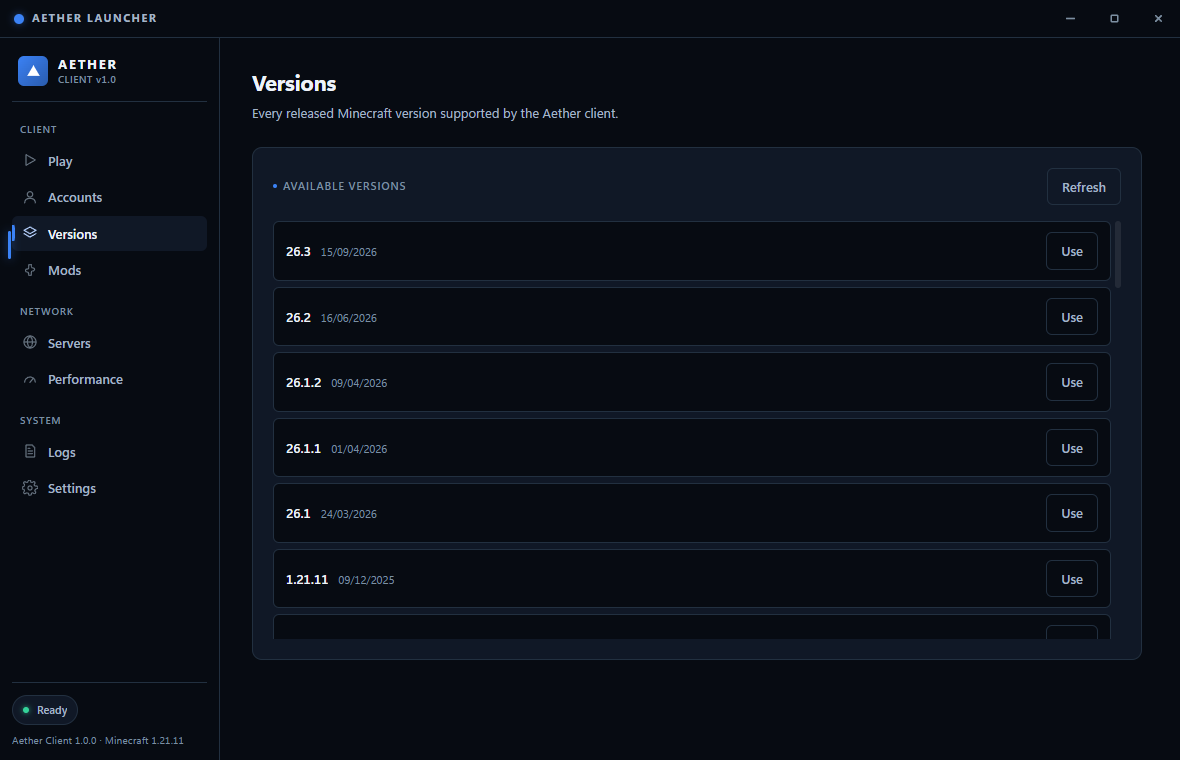 AETHER LAUNCHER
AETHER
CLIENT v1.0
CLIENT
Play
Accounts
Versions
Mods
NETWORK
Servers
Performance
SYSTEM
Logs
Settings
Ready
Aether Client 1.0.0 · Minecraft 1.21.11
Versions
Every released Minecraft version supported by the Aether client.
AVAILABLE VERSIONS
Refresh
26.3 15/09/2026 Use
26.2 16/06/2026 Use
26.1.2 09/04/2026 Use
26.1.1 01/04/2026 Use
26.1 24/03/2026 Use
1.21.11 09/12/2025 Use